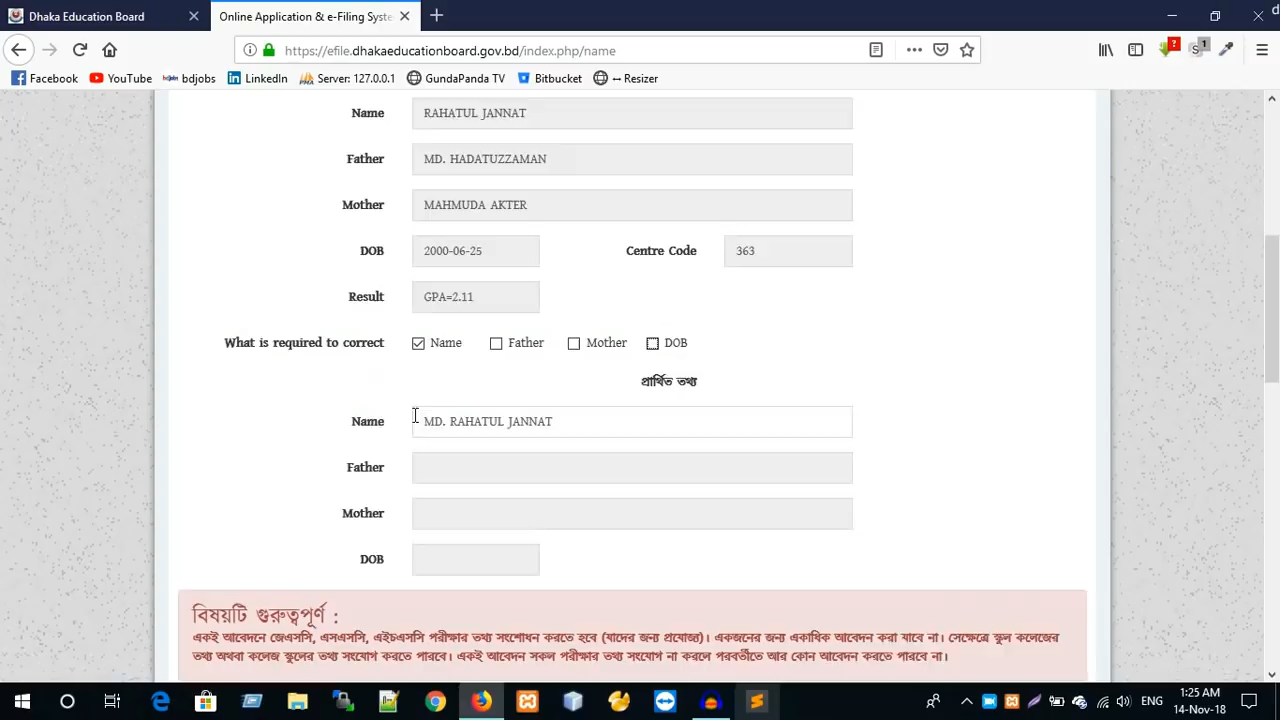 Dhaka Education Board
Online Application & e-Filing Syste
https://efile.dhakaeducationboard.gov.bd/index.php/name
Facebook YouTube bdjobs LinkedIn Server: 127.0.0.1 GundaPanda TV Bitbucket ↔ Resizer
Name RAHATUL JANNAT
Father MD. HADATUZZAMAN
Mother MAHMUDA AKTER
DOB 2000-06-25 Centre Code 363
Result GPA=2.11
What is required to correct Name Father Mother DOB
প্রার্থিত তথ্য
Name MD. RAHATUL JANNAT
Father
Mother
DOB
বিষয়টি গুরুত্বপূর্ণ :
একই আবেদনে জেএসসি, এসএসসি, এইচএসসি পরীক্ষার তথ্য সংশোধন করতে হবে (যাদের জন্য প্রযোজ্য)। একজনের জন্য একাধিক আবেদন করা যাবে না। সেক্ষেত্রে স্কুল কলেজের
তথ্য অথবা কলেজ স্কুলের তথ্য সংযোগ করতে পারবে। একই আবেদন সকল পরীক্ষার তথ্য সংযোগ না করলে পরবর্তীতে আর কোন আবেদন করতে পারবে না।
ENG 1:25 AM
14-Nov-18